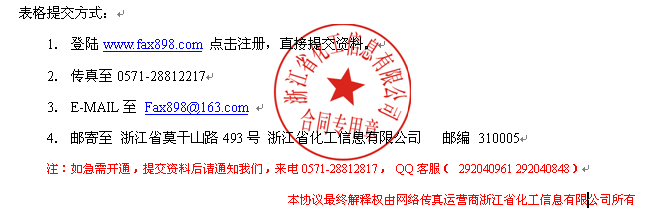 表格提交方式：
1. 登陆 www.fax898.com 点击注册，直接提交资料。
2. 传真至 0571-28812217
3. E-MAIL 至 Fax898@163.com
4. 邮寄至 浙江省莫干山路 493 号 浙江省化工信息有限公司 邮编 310005
注：如急需开通，提交资料后请通知我们，来电 0571-28812817， QQ 客服（ 292040961 292040848）
本协议最终解释权由网络传真运营商浙江省化工信息有限公司所有
浙江省化工信息有限公司
合同专用章